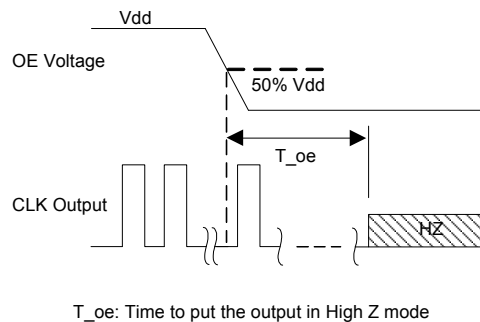 Vdd
OE Voltage
50% Vdd
T_oe
CLK Output
HZ
T_oe: Time to put the output in High Z mode